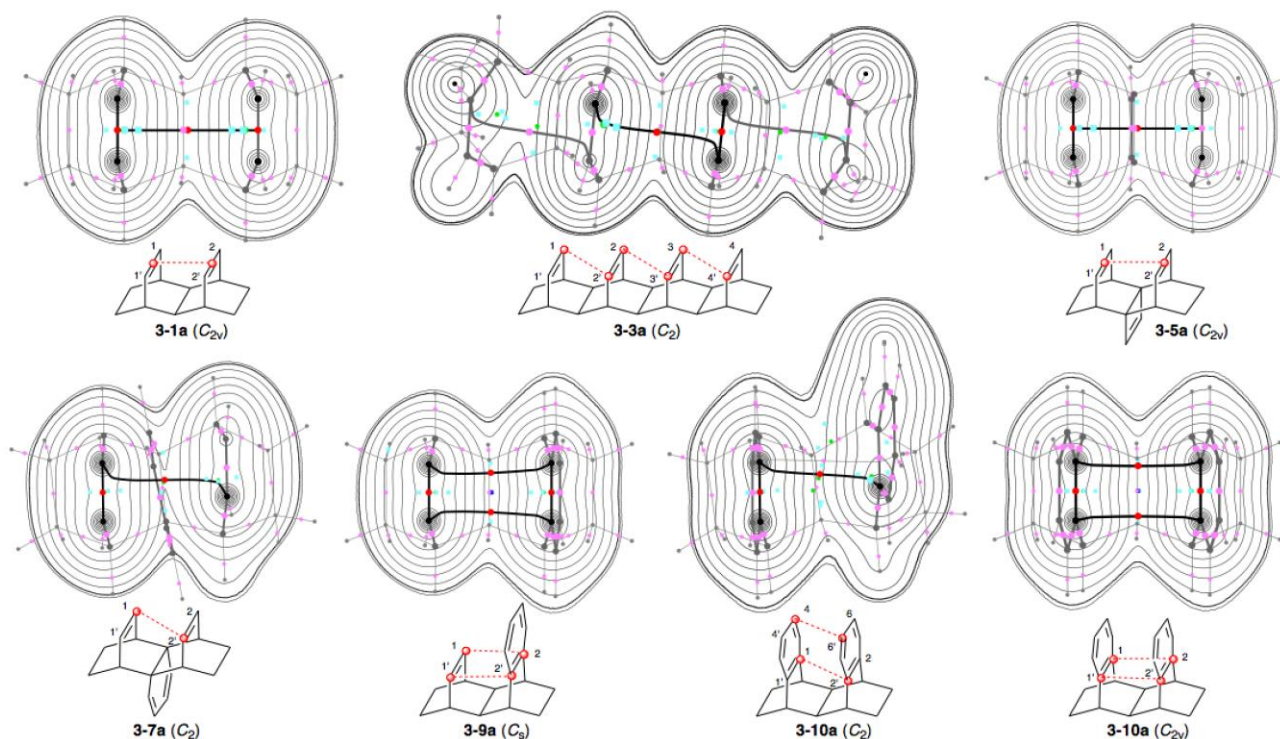 1 2
1' 2'
3-1a (C2v)
1 2 3 4
1' 2' 3' 4'
3-3a (C2)
1 2
1' 2'
3-5a (C2v)
1 2
1' 2'
3-7a (C2)
1 2
1' 2'
3-9a (Cs)
4 6
4' 6'
1 2
1' 2'
3-10a (C2)
1 2
1' 2'
3-10a (C2v)